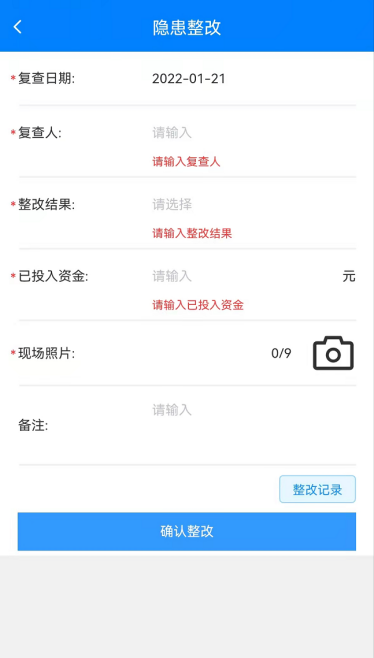 隐患整改
*复查日期: 2022-01-21
*复查人: 请输入
请输入复查人
*整改结果: 请选择
请输入整改结果
*已投入资金: 请输入 元
请输入已投入资金
*现场照片: 0/9
请输入
备注:
整改记录
确认整改